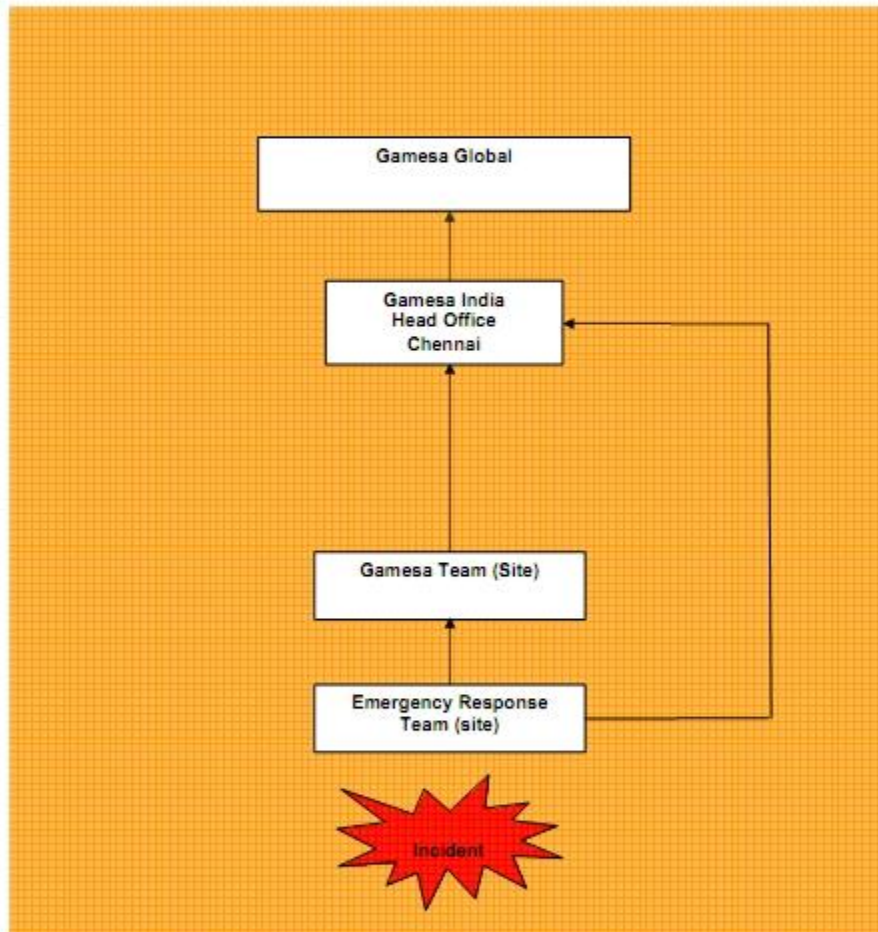 Gamesa Global
Gamesa India
Head Office
Chennai
Gamesa Team (Site)
Emergency Response
Team (site)
Incident